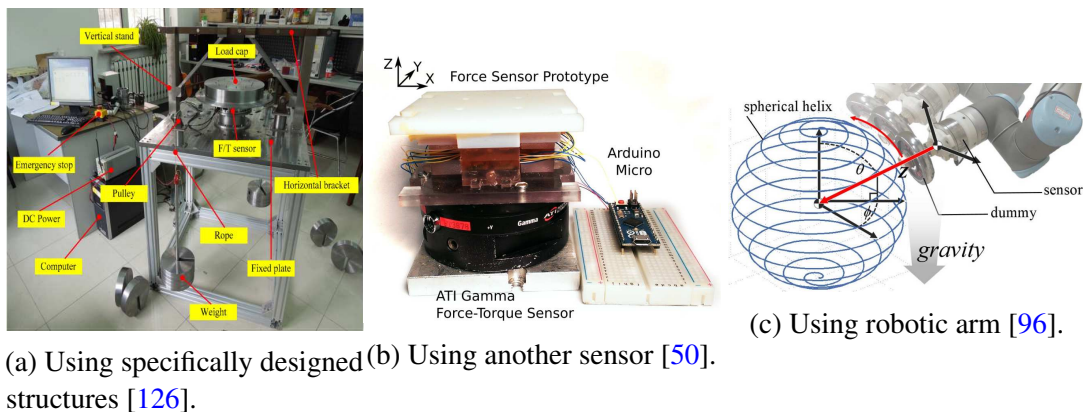 Vertical stand
Load cap
F/T sensor
Emergency stop
Pulley
Horizontal bracket
DC Power
Rope
Computer
Fixed plate
Weight
Z
Y
X
Force Sensor Prototype
Arduino
Micro
Gamma
ATI
ATI Gamma
Force-Torque Sensor
spherical helix
θ
Z
ϕ
sensor
dummy
gravity
(a) Using specifically designed
structures [126].
(b) Using another sensor [50].
(c) Using robotic arm [96].